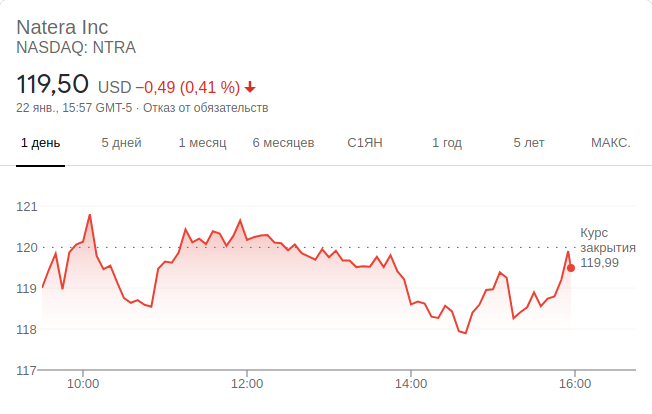 Natera Inc
NASDAQ: NTRA
119,50 USD −0,49 (0,41 %)
22 янв., 15:57 GMT-5 · Отказ от обязательств
1 день 5 дней 1 месяц 6 месяцев С1ЯН 1 год 5 лет МАКС.
121
120
119
118
117
Курс
закрытия
119,99
10:00 12:00 14:00 16:00